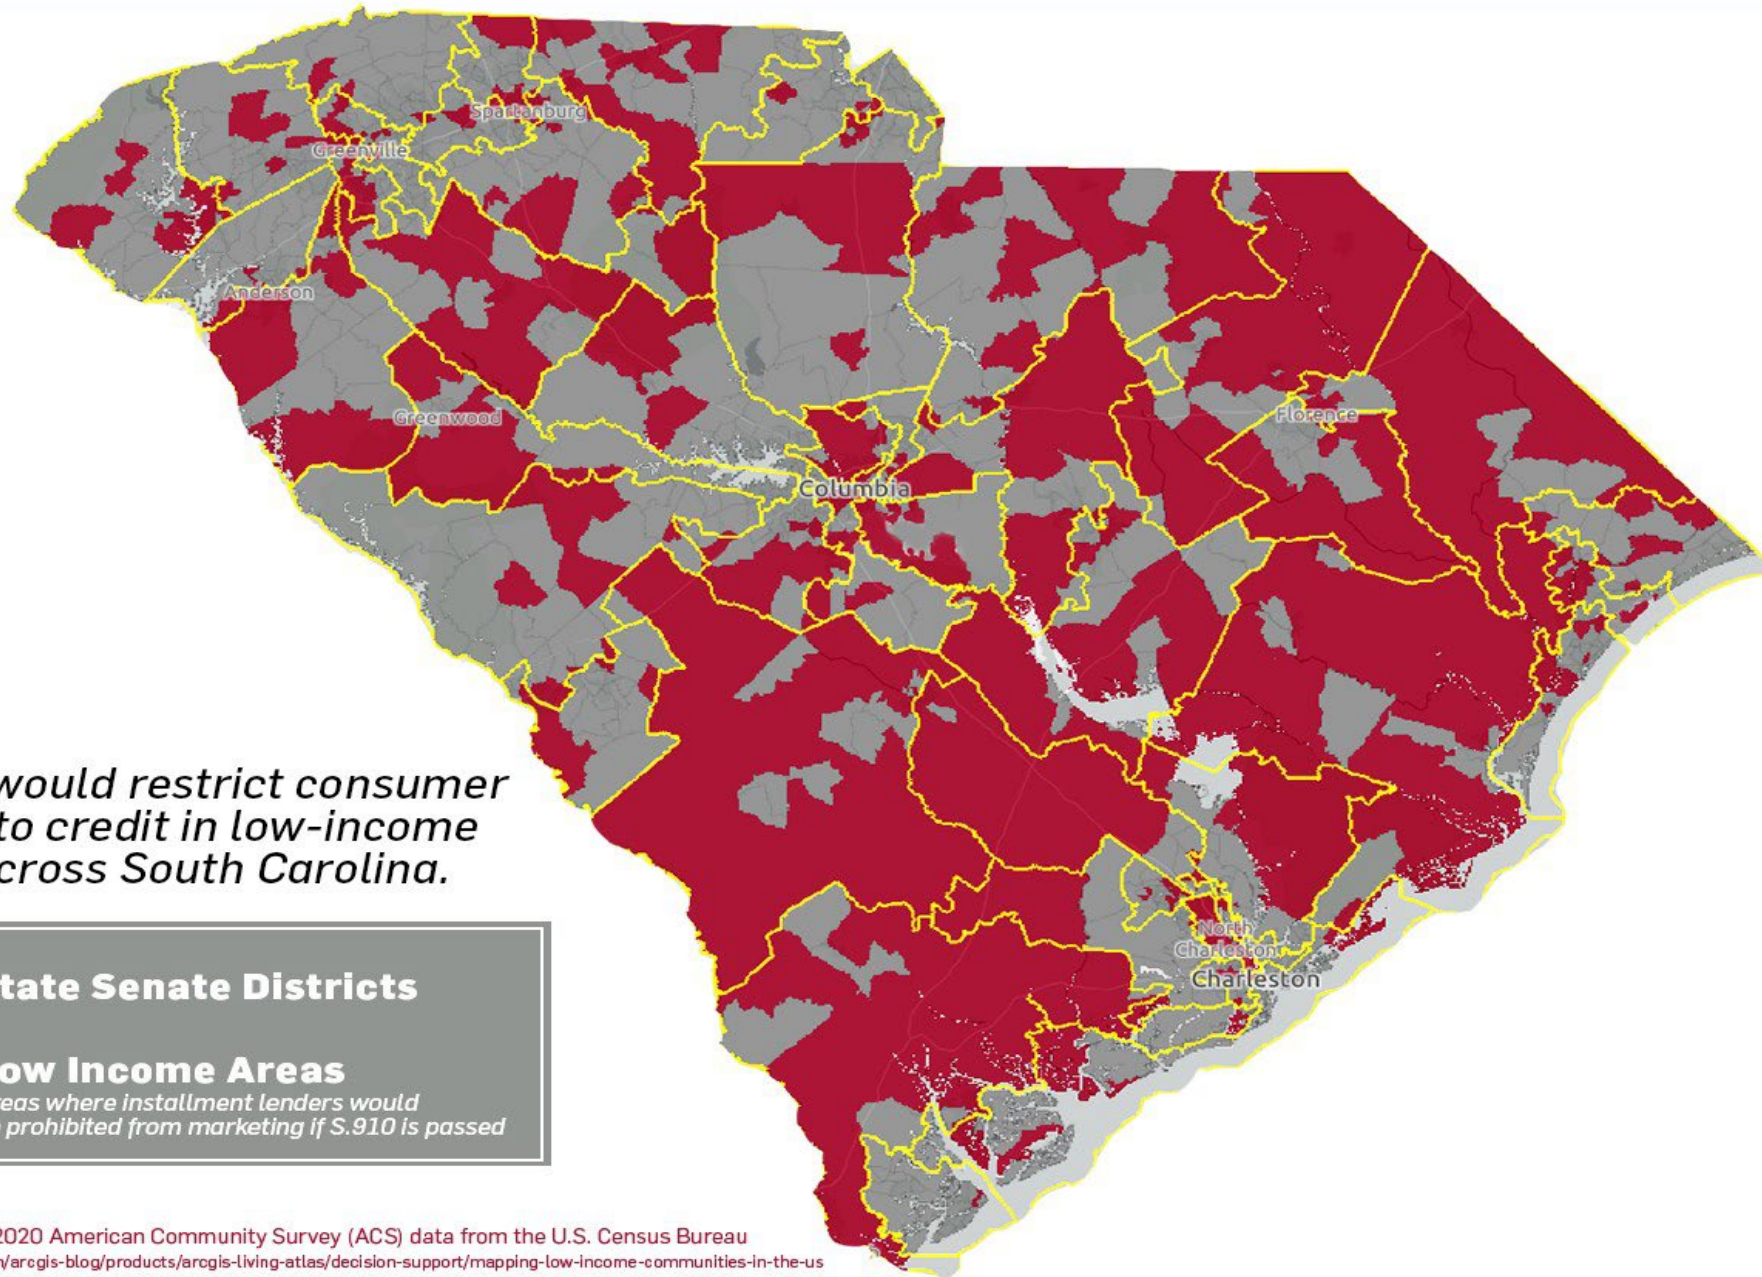 Spartanburg
Greenville
Anderson
Greenwood
Florence
Columbia
would restrict consumer
to credit in low-income
cross South Carolina.
North
Charleston
Charleston
tate Senate Districts
ow Income Areas
reas where installment lenders would
prohibited from marketing if S.910 is passed
2020 American Community Survey (ACS) data from the U.S. Census Bureau
/arcgis-blog/products/arcgis-living-atlas/decision-support/mapping-low-income-communities-in-the-us